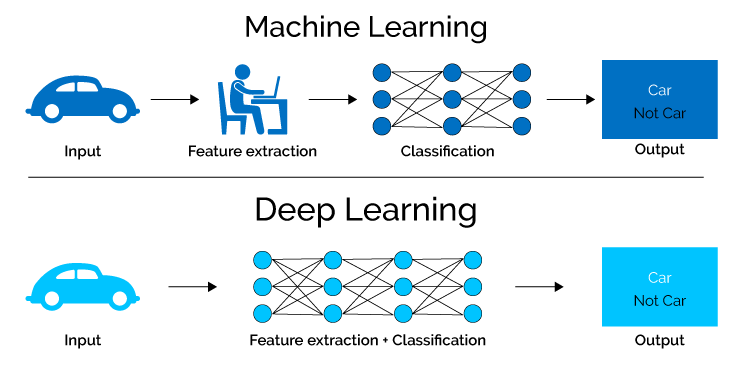 Machine Learning
Car
Not Car
Input
Feature extraction
Classification
Output
Deep Learning
Car
Not Car
Input
Feature extraction + Classification
Output